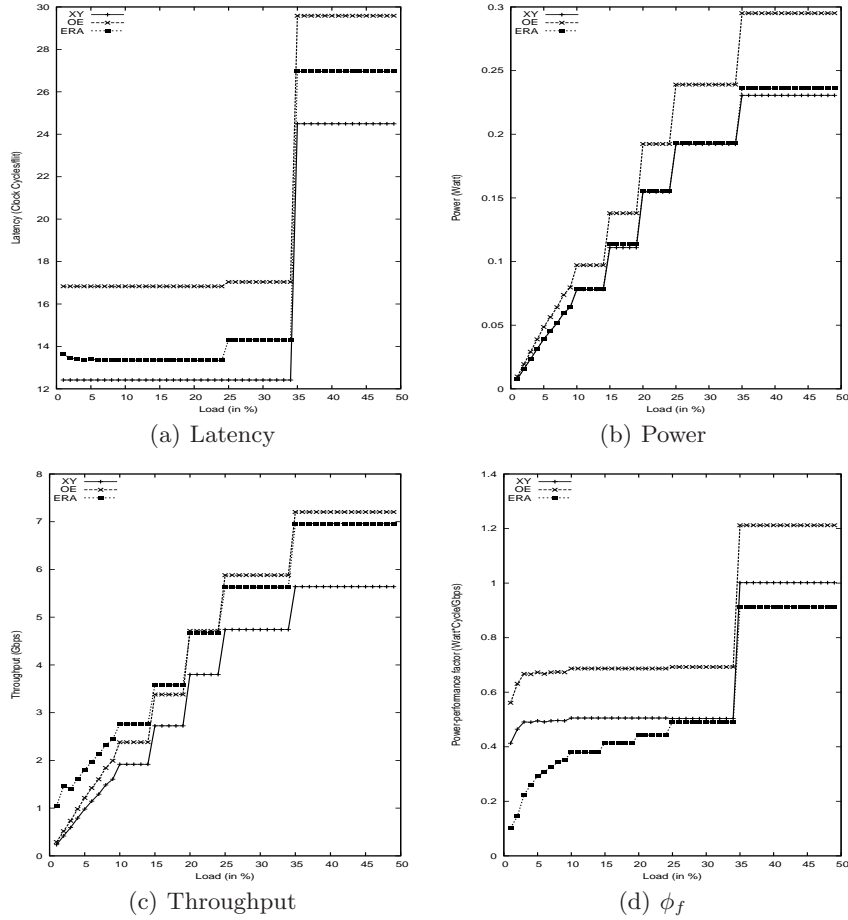 XY
OE
ERA
30
28
26
24
22
20
18
16
14
12
Latency (Clock Cycles/flit)
0 5 10 15 20 25 30 35 40 45 50
Load (in %)
(a) Latency
XY
OE
ERA
0.3
0.25
0.2
0.15
0.1
0.05
0
Power (Watt)
0 5 10 15 20 25 30 35 40 45 50
Load (in %)
(b) Power
XY
OE
ERA
8
7
6
5
4
3
2
1
0
Throughput (Gbps)
0 5 10 15 20 25 30 35 40 45 50
Load (in %)
(c) Throughput
XY
OE
ERA
1.4
1.2
1
0.8
0.6
0.4
0.2
0
Power-performance factor (Watt*Cycle/Gbps)
0 5 10 15 20 25 30 35 40 45 50
Load (in %)
(d) ϕf